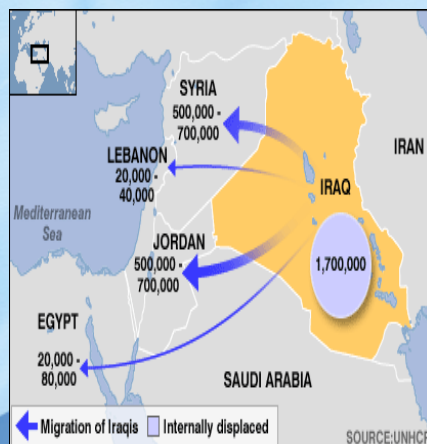 SYRIA
500,000 -
700,000
LEBANON
20,000 -
40,000
IRAN
IRAQ
Mediterranean
Sea
JORDAN
500,000 -
700,000
1,700,000
EGYPT
20,000 -
80,000
SAUDI ARABIA
Migration of Iraqis
Internally displaced
SOURCE:UNHCR